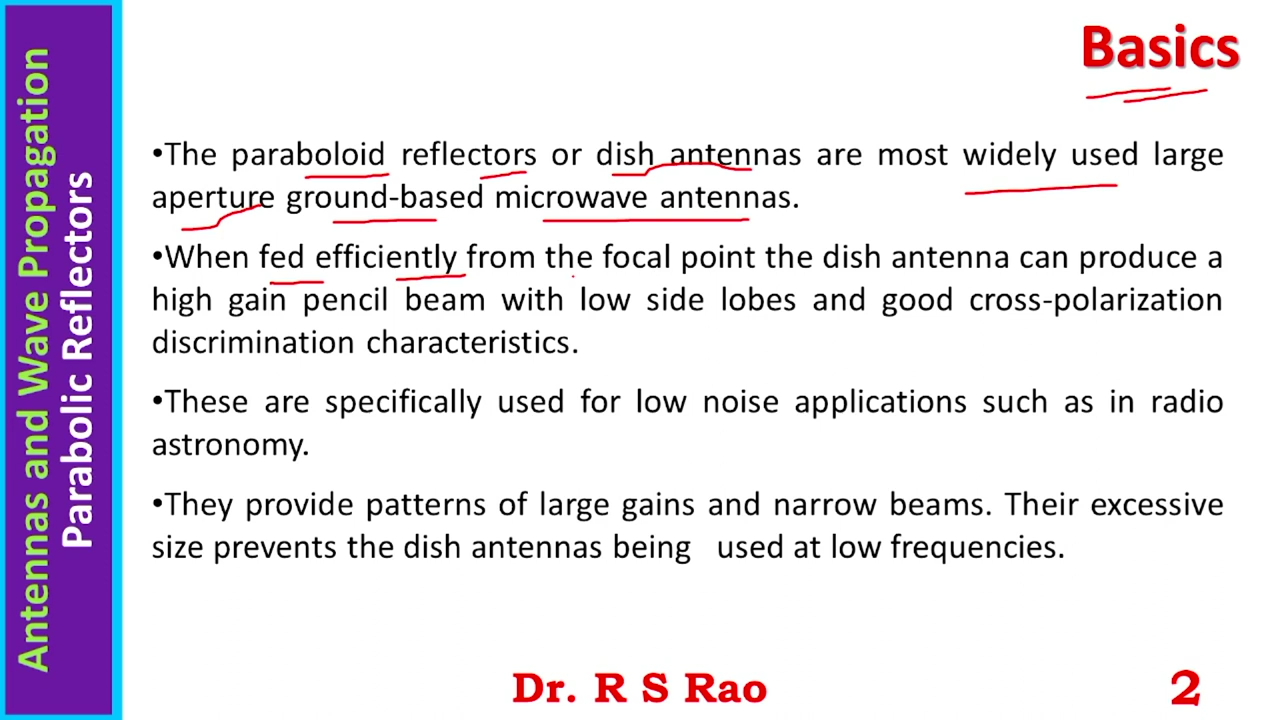 Antennas and Wave Propagation
Parabolic Reflectors
Basics
•The paraboloid reflectors or dish antennas are most widely used large
aperture ground-based microwave antennas.
•When fed efficiently from the focal point the dish antenna can produce a
high gain pencil beam with low side lobes and good cross-polarization
discrimination characteristics.
•These are specifically used for low noise applications such as in radio
astronomy.
•They provide patterns of large gains and narrow beams. Their excessive
size prevents the dish antennas being used at low frequencies.
Dr. R S Rao
2